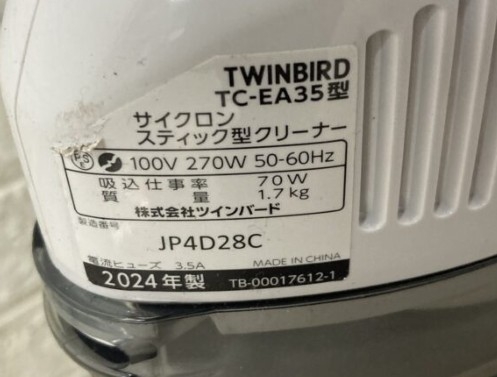 TWINBIRD
TC-EA35型
サイクロン
スティック型クリーナー
PSE 100V 270W 50-60Hz
吸込仕事率 70W
質量 1.7kg
株式会社ツインバード
製造番号
JP4D28C
電流ヒューズ 3.5A MADE IN CHINA
2024年製 TB-00017612-1